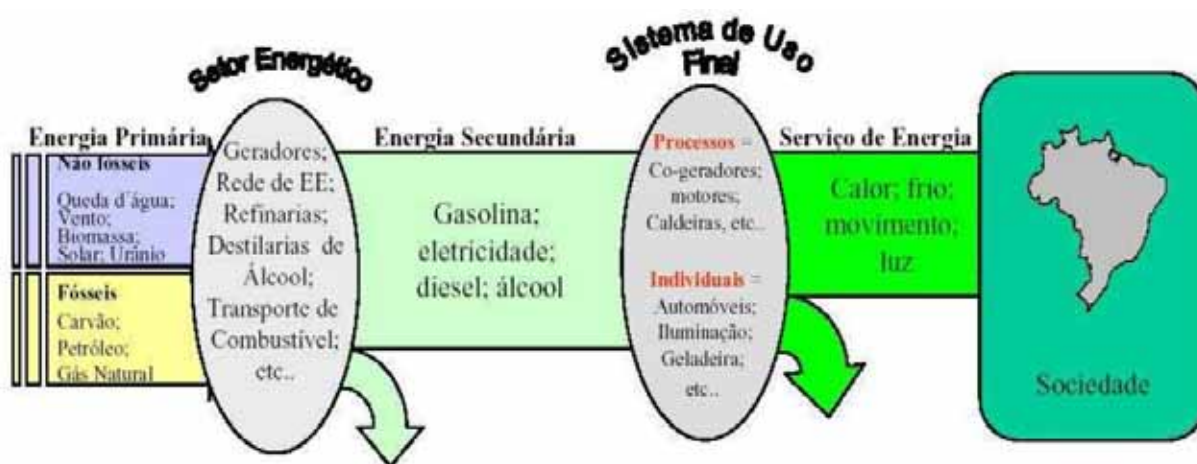 Setor Energético
Sistema de Uso
Final
Energia Primária
Não fósseis
Queda d´água;
Vento;
Biomassa;
Solar; Urânio
Fósseis
Carvão;
Petróleo;
Gás Natural
Geradores;
Rede de EE;
Refinarias;
Destilarias de
Álcool;
Transporte de
Combustível;
etc..
Energia Secundária
Gasolina;
eletricidade;
diesel; álcool
Processos =
Co-geradores;
motores;
Caldeiras, etc..
Individuais =
Automóveis;
Iluminação;
Geladeira;
etc..
Serviço de Energia
Calor; frio;
movimento;
luz
Sociedade